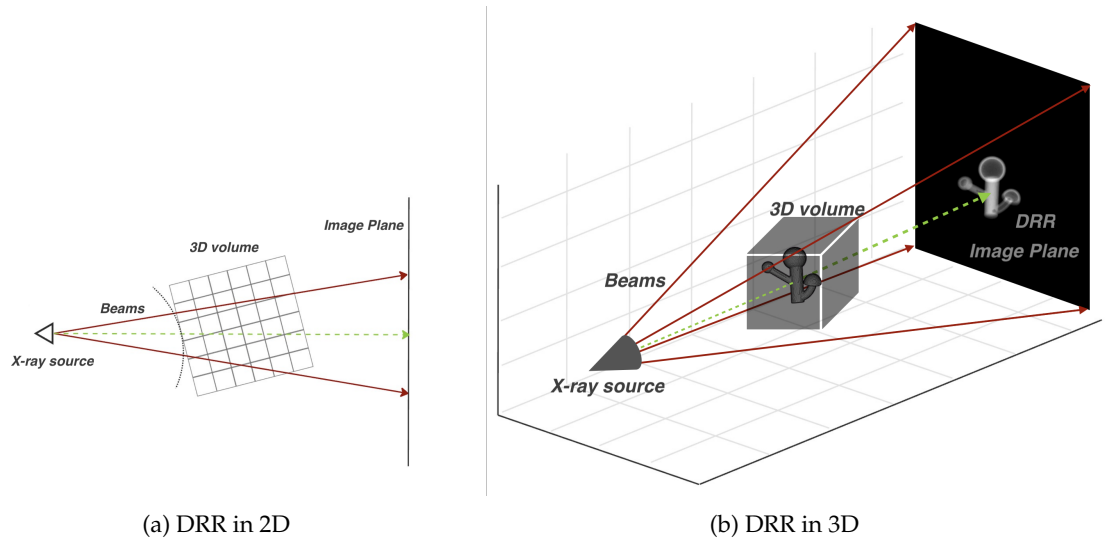 Image Plane
3D volume
Beams
X-ray source
(a) DRR in 2D
3D volume
DRR
Image Plane
Beams
X-ray source
(b) DRR in 3D